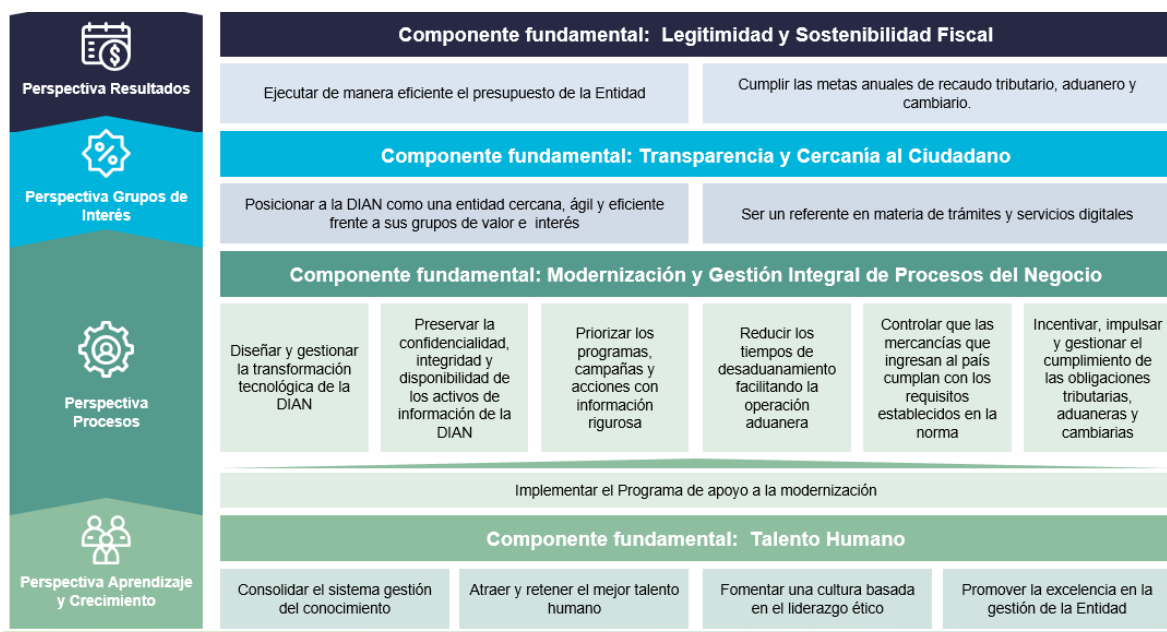 Perspectiva Resultados
Componente fundamental: Legitimidad y Sostenibilidad Fiscal
Ejecutar de manera eficiente el presupuesto de la Entidad
Cumplir las metas anuales de recaudo tributario, aduanero y
cambiario.
Perspectiva Grupos de
Interés
Componente fundamental: Transparencia y Cercanía al Ciudadano
Posicionar a la DIAN como una entidad cercana, ágil y eficiente
frente a sus grupos de valor e interés
Ser un referente en materia de trámites y servicios digitales
Perspectiva
Procesos
Componente fundamental: Modernización y Gestión Integral de Procesos del Negocio
Diseñar y gestionar
la transformación
tecnológica de la
DIAN
Preservar la
confidencialidad,
integridad y
disponibilidad de
los activos de
información de la
DIAN
Priorizar los
programas,
campañas y
acciones con
información
rigurosa
Reducir los
tiempos de
desaduanamiento
facilitando la
operación
aduanera
Controlar que las
mercancías que
ingresan al país
cumplan con los
requisitos
establecidos en la
norma
Incentivar, impulsar
y gestionar el
cumplimiento de
las obligaciones
tributarias,
aduaneras y
cambiarias
Implementar el Programa de apoyo a la modernización
Perspectiva Aprendizaje
y Crecimiento
Componente fundamental: Talento Humano
Consolidar el sistema gestión
del conocimiento
Atraer y retener el mejor talento
humano
Fomentar una cultura basada
en el liderazgo ético
Promover la excelencia en la
gestión de la Entidad